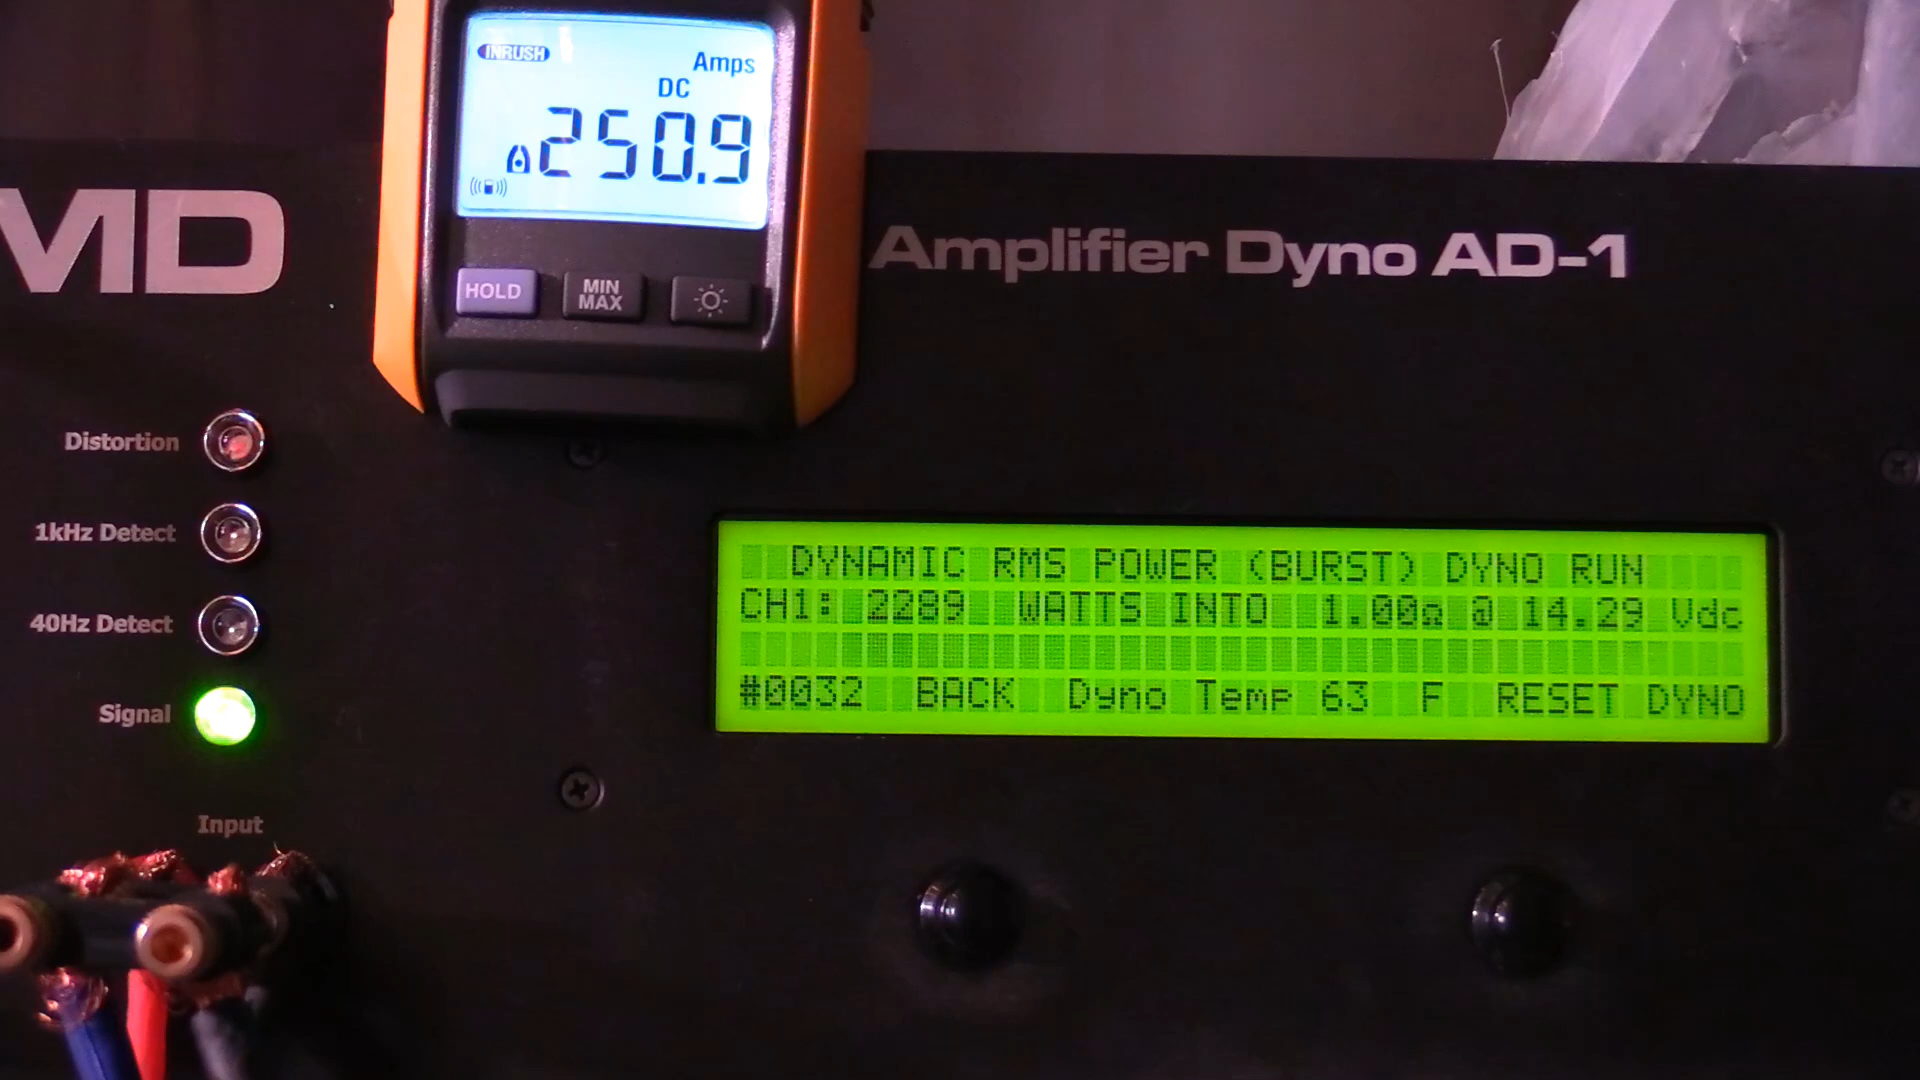 INRUSH
Amps
DC
250.9
HOLD
MIN
MAX
MD
Amplifier Dyno AD-1
Distortion
1kHz Detect
40Hz Detect
Signal
Input
DYNAMIC RMS POWER (BURST) DYNO RUN
CH1: 2289 WATTS INTO 1.00Ω @ 14.29 Vdc
#0032 BACK Dyno Temp 63 F RESET DYNO